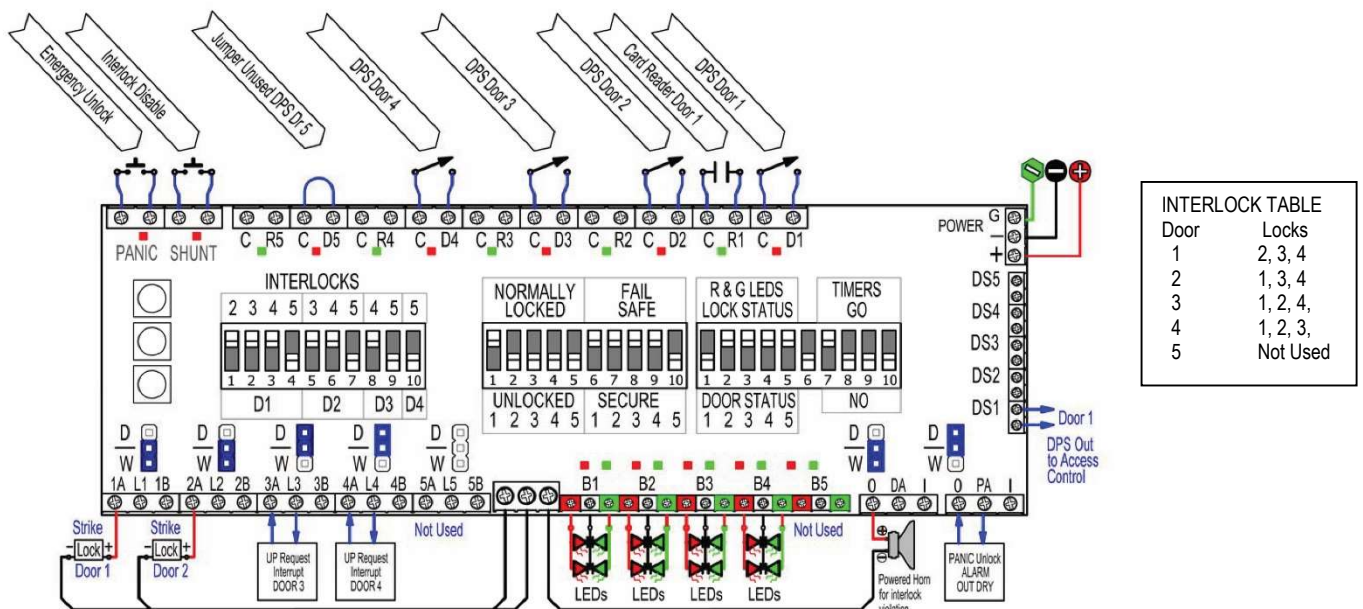 Emergency Unlock
Interlock Disable
Jumper Unused DPS Dr 5
DPS Door 4
DPS Door 3
DPS Door 2
Card Reader Door 1
DPS Door 1
PANIC SHUNT
C R5 C D5 C R4 C D4 C R3 C D3 C R2 C D2 C R1 C D1
POWER
G
−
+
INTERLOCKS
2 3 4 5 3 4 5 4 5 5
1 2 3 4 5 6 7 8 9 10
D1 D2 D3 D4
NORMALLY
LOCKED
FAIL
SAFE
1 2 3 4 5 6 7 8 9 10
UNLOCKED SECURE
1 2 3 4 5 1 2 3 4 5
R & G LEDS
LOCK STATUS
TIMERS
GO
1 2 3 4 5 6 7 8 9 10
DOOR STATUS NO
1 2 3 4 5
DS5
DS4
DS3
DS2
DS1
Door 1
DPS Out
to Access
Control
D
W
D
W
D
W
D
W
D
W
D
W
D
W
1A L1 1B 2A L2 2B 3A L3 3B 4A L4 4B 5A L5 5B
B1 B2 B3 B4 B5
O DA I O PA I
Strike
− Lock +
Door 1
Strike
− Lock +
Door 2
UP Request
Interrupt
DOOR 3
UP Request
Interrupt
DOOR 4
Not Used
LEDs LEDs LEDs LEDs
Not Used
Powered Horn
for interlock
violation
PANIC Unlock
ALARM
OUT DRY
INTERLOCK TABLE
Door Locks
1 2, 3, 4
2 1, 3, 4
3 1, 2, 4,
4 1, 2, 3,
5 Not Used